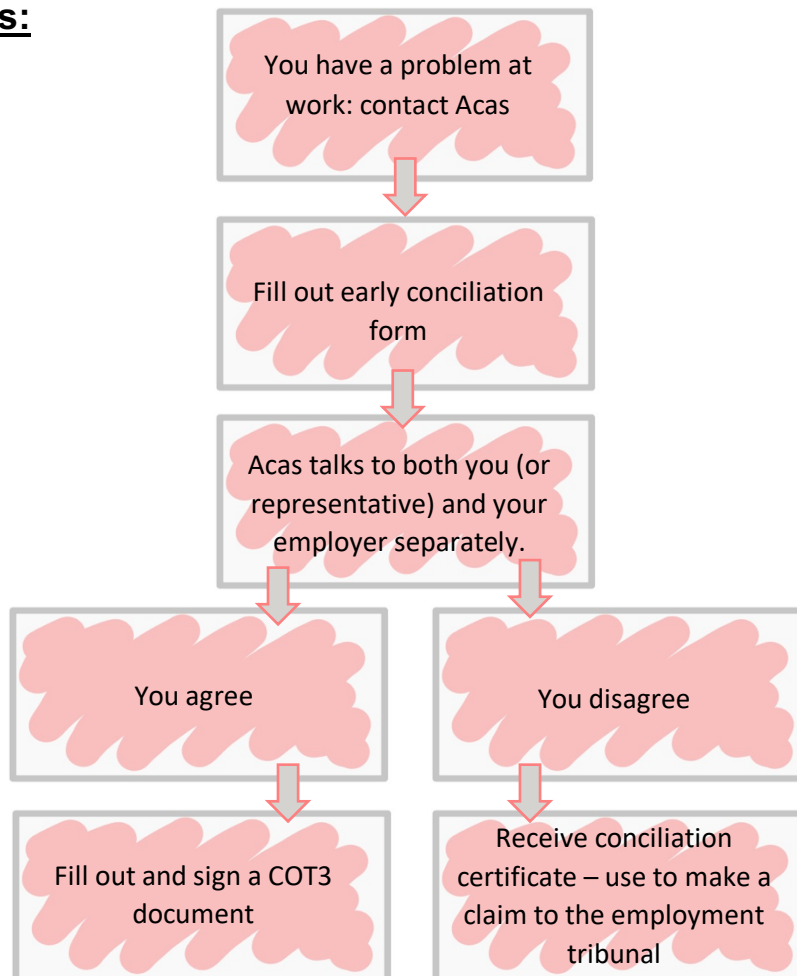 s:
You have a problem at
work: contact Acas
Fill out early conciliation
form
Acas talks to both you (or
representative) and your
employer separately.
You agree
You disagree
Fill out and sign a COT3
document
Receive conciliation
certificate – use to make a
claim to the employment
tribunal